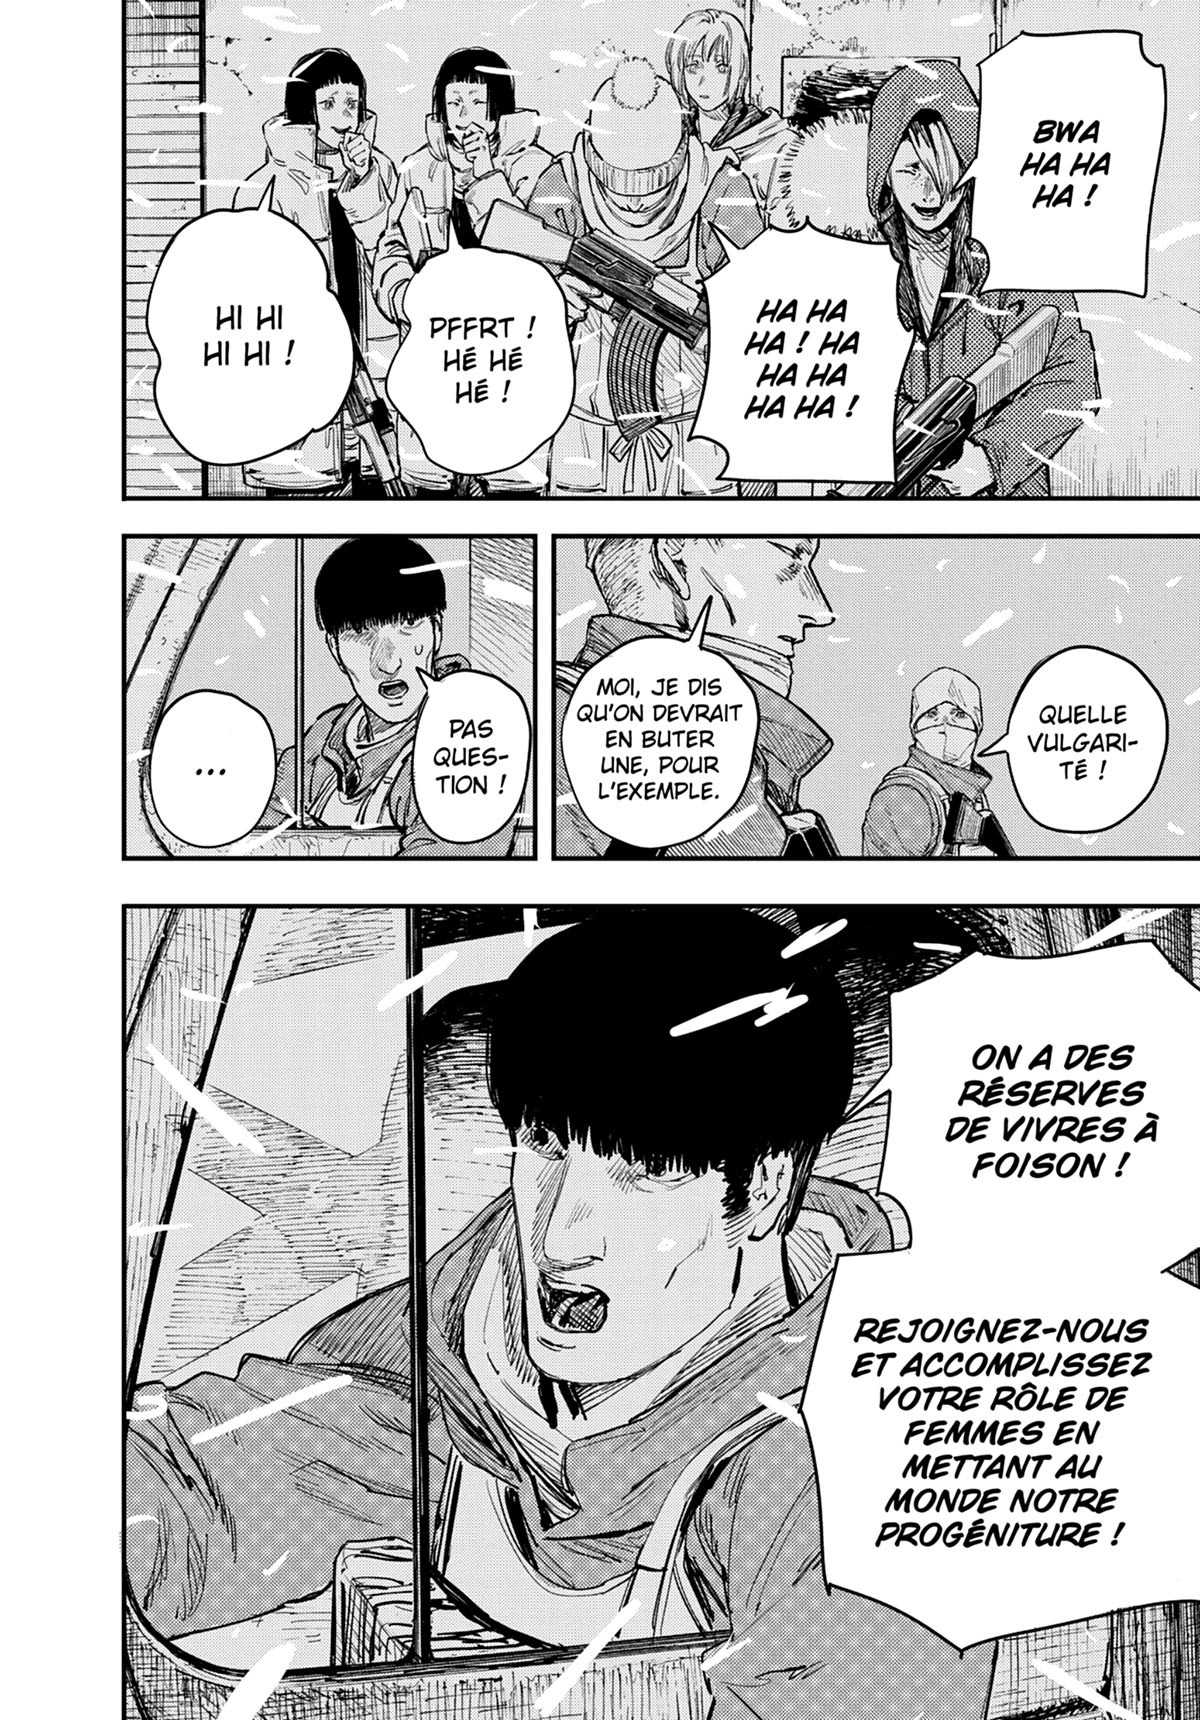 BWA
HA HA
HA !
HA HA
HA ! HA
HA HA
HA HA !
PFFRT !
HÉ HÉ
HÉ !
HI HI
HI HI !
QUELLE
VULGARI-
TÉ !
MOI, JE DIS
QU'ON DEVRAIT
EN BUTER
UNE, POUR
L'EXEMPLE.
PAS
QUES-
TION !
...
ON A DES
RÉSERVES
DE VIVRES À
FOISON !
REJOIGNEZ-NOUS
ET ACCOMPLISSEZ
VOTRE RÔLE DE
FEMMES EN
METTANT AU
MONDE NOTRE
PROGÉNITURE !